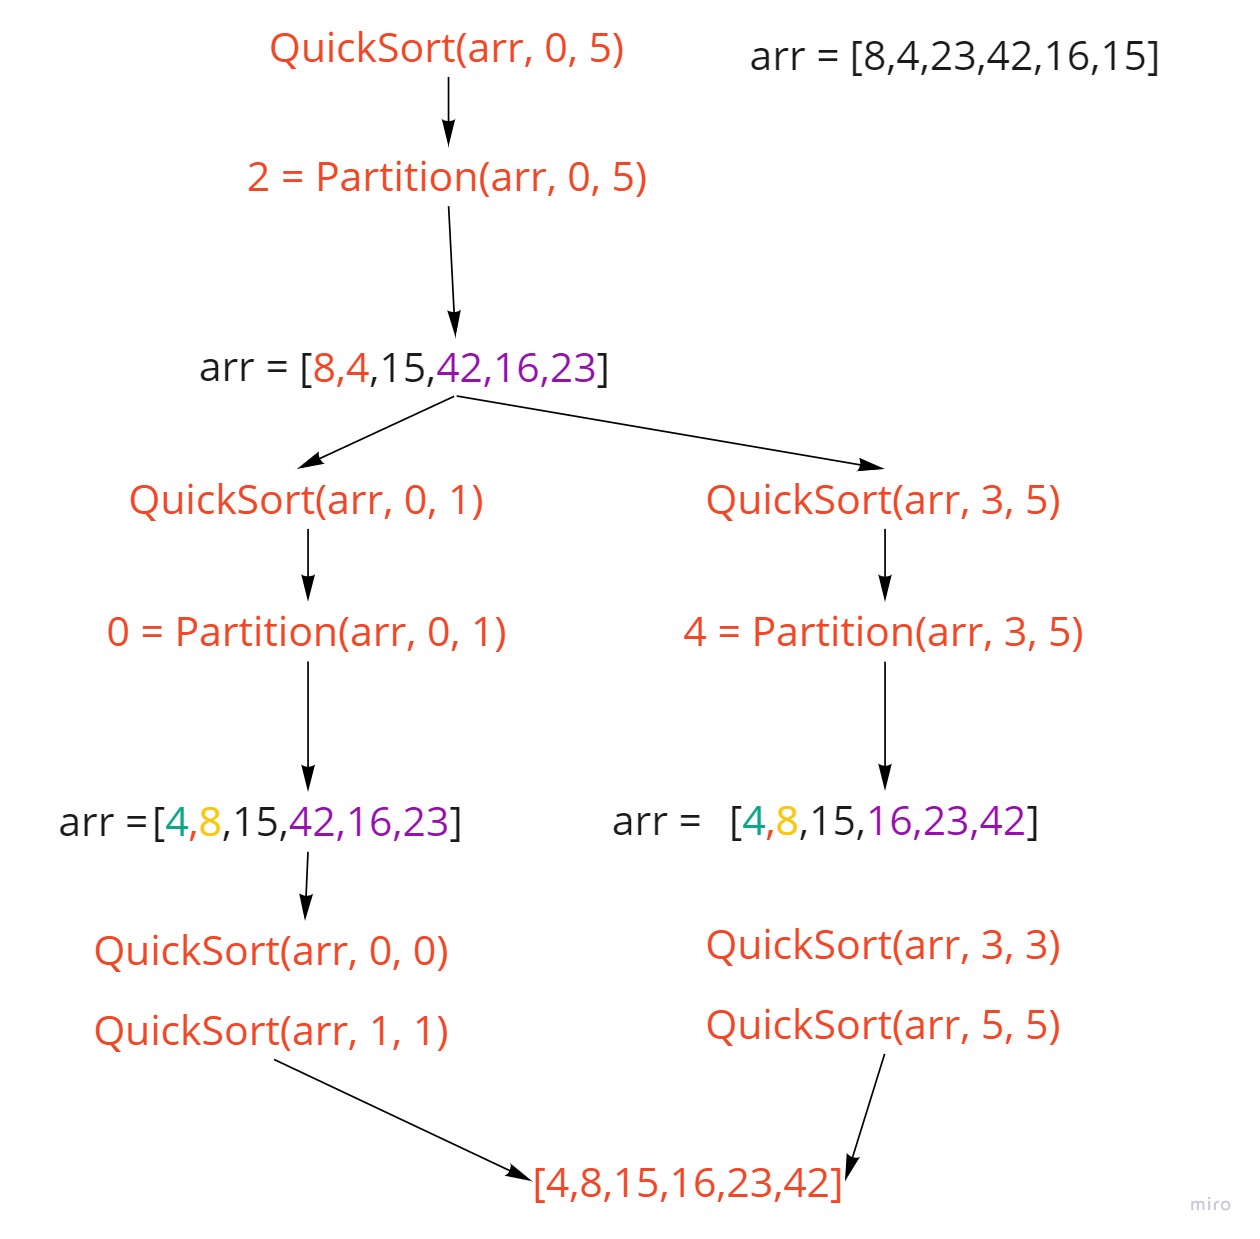 QuickSort(arr, 0, 5)
arr = [8,4,23,42,16,15]
2 = Partition(arr, 0, 5)
arr = [8,4,15,42,16,23]
QuickSort(arr, 0, 1)
QuickSort(arr, 3, 5)
0 = Partition(arr, 0, 1)
4 = Partition(arr, 3, 5)
arr =[4,8,15,42,16,23]
arr = [4,8,15,16,23,42]
QuickSort(arr, 0, 0)
QuickSort(arr, 3, 3)
QuickSort(arr, 1, 1)
QuickSort(arr, 5, 5)
[4,8,15,16,23,42]
miro